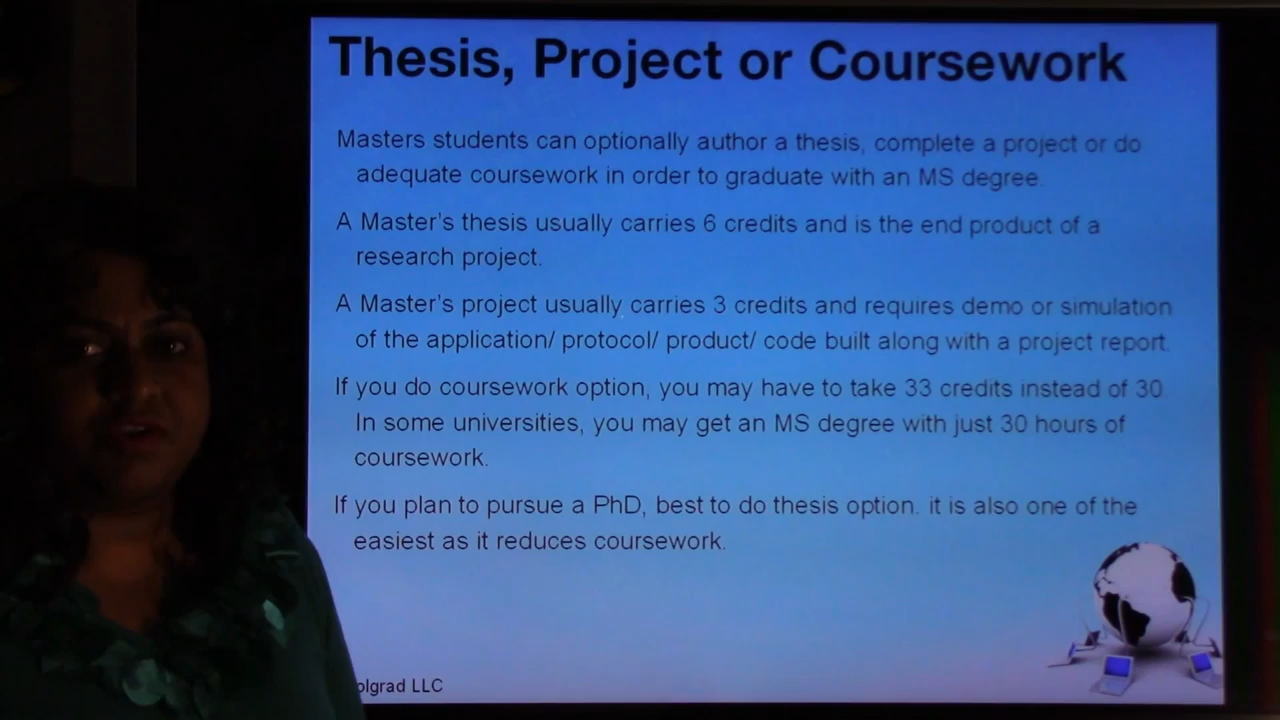 Thesis, Project or Coursework
Masters students can optionally author a thesis, complete a project or do
adequate coursework in order to graduate with an MS degree.
A Master's thesis usually carries 6 credits and is the end product of a
research project.
A Master's project usually carries 3 credits and requires demo or simulation
of the application/ protocol/ product/ code built along with a project report.
If you do coursework option, you may have to take 33 credits instead of 30
In some universities, you may get an MS degree with just 30 hours of
coursework.
If you plan to pursue a PhD, best to do thesis option. it is also one of the
easiest as it reduces coursework.
olgrad LLC